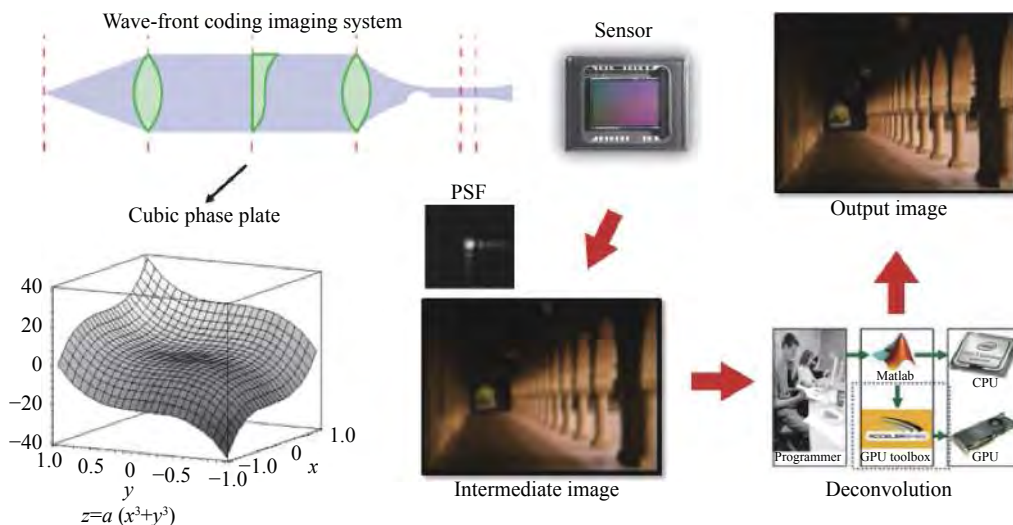 Wave-front coding imaging system
Sensor
Cubic phase plate
PSF
Output image
40
20
0
−20
−40
1.0
0.5
0
−0.5
−1.0
y
−1.0
0
1.0
x
z=a (x³+y³)
Intermediate image
Programmer
Matlab
CPU
GPU toolbox
GPU
Deconvolution